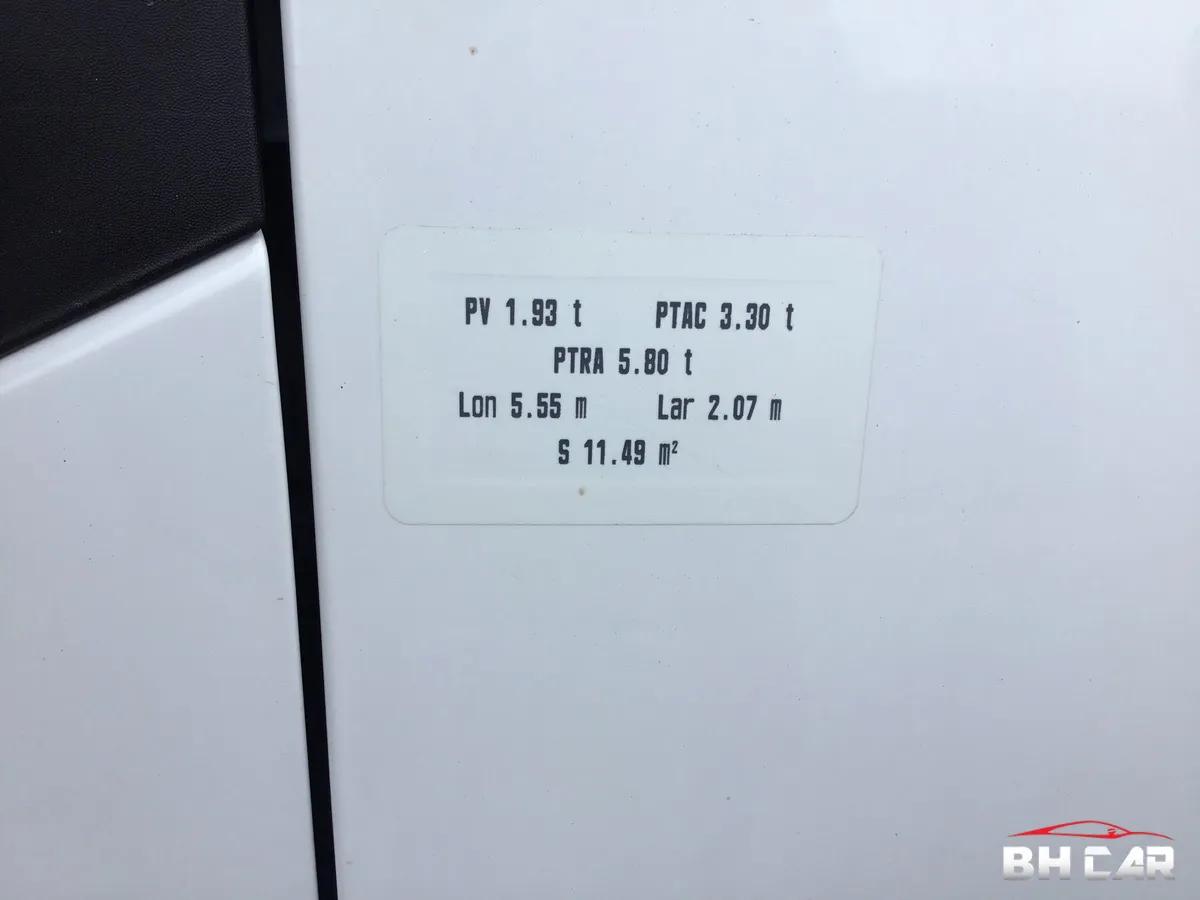 PV 1.93 t PTAC 3.30 t
PTRA 5.80 t
Lon 5.55 m Lar 2.07 m
S 11.49 m²
BH CAR